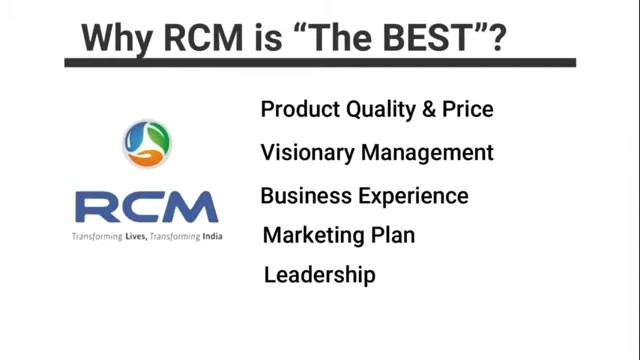 Why RCM is “The BEST”?
Product Quality & Price
Visionary Management
Business Experience
Marketing Plan
Leadership
RCM
Transforming Lives, Transforming India